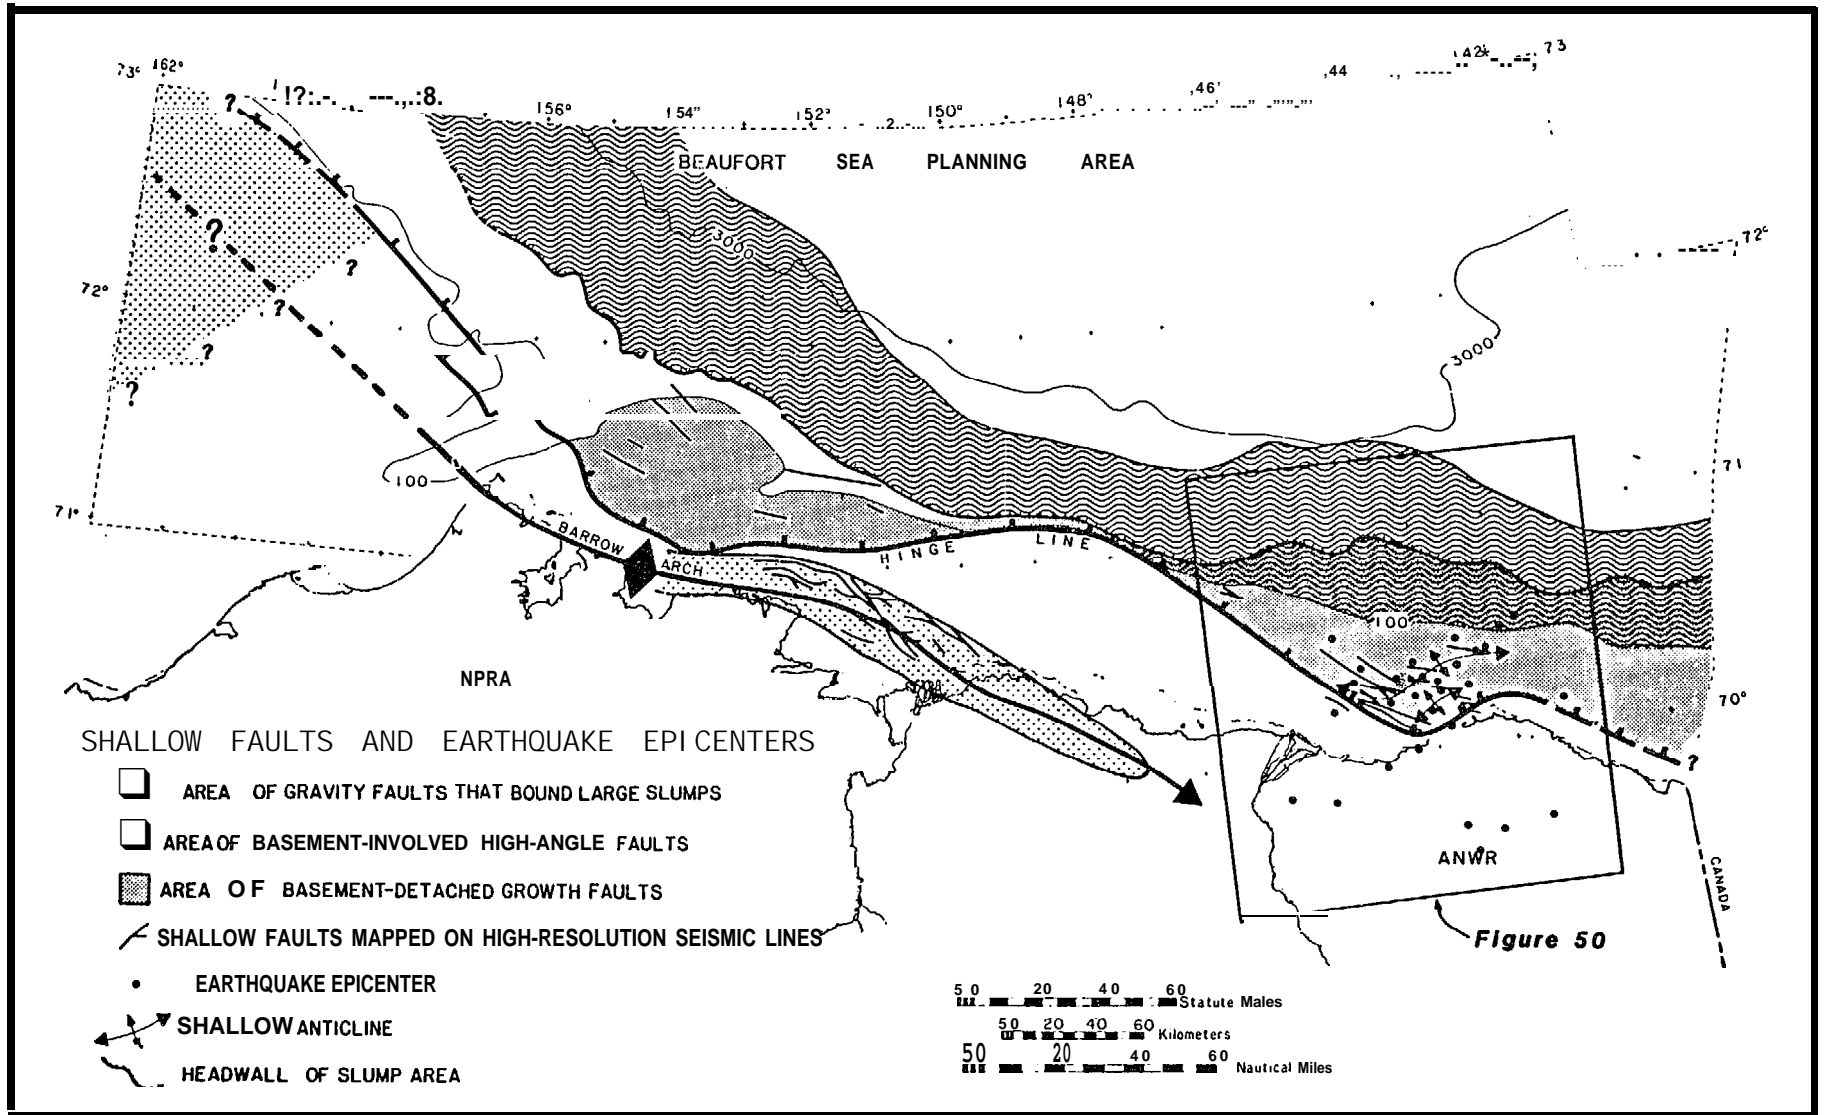 73° 162°
156° 154" 152° 150° 148' ,46' ,44 73
BEAUFORT SEA PLANNING AREA
?
?
?
?
?
?
3000
72°
72°
3000
71
100
71°
BARROW
ARCH
HINGE LINE
100
NPRA
70°
?
SHALLOW FAULTS AND EARTHQUAKE EPICENTERS
AREA OF GRAVITY FAULTS THAT BOUND LARGE SLUMPS
AREA OF BASEMENT-INVOLVED HIGH-ANGLE FAULTS
AREA OF BASEMENT-DETACHED GROWTH FAULTS
SHALLOW FAULTS MAPPED ON HIGH-RESOLUTION SEISMIC LINES
EARTHQUAKE EPICENTER
SHALLOW ANTICLINE
HEADWALL OF SLUMP AREA
ANWR
CANADA
Figure 50
50 20 40 60
Statute Males
50 20 40 60 Kilometers
50 20 40 60
Nautical Miles